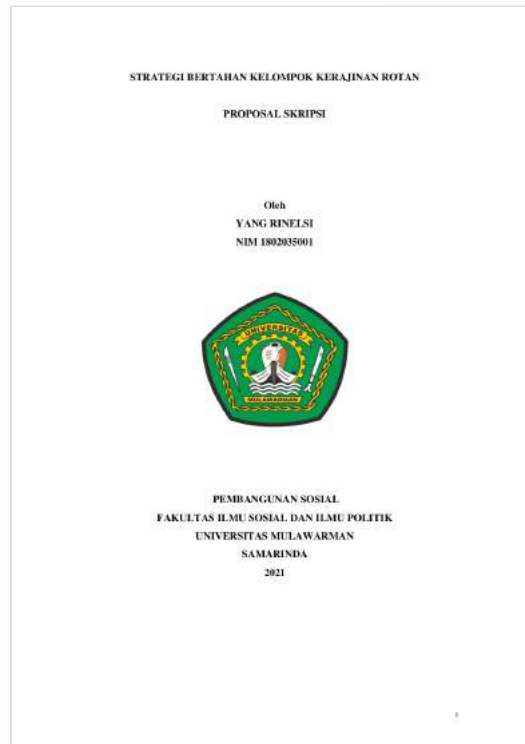 STRATEGI BERTAHAN KELOMPOK KERAJINAN ROTAN
PROPOSAL SKRIPSI
Oleh
YANG RINELSI
NIM 1802035001
UNIVERSITAS
MULAWARMAN
PEMBANGUNAN SOSIAL
FAKULTAS ILMU SOSIAL DAN ILMU POLITIK
UNIVERSITAS MULAWARMAN
SAMARINDA
2021